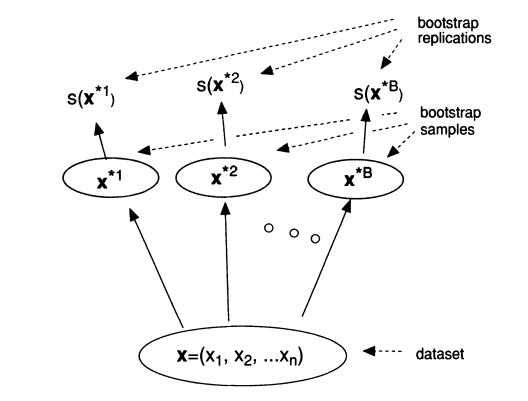 bootstrap
replications
s(x*1)
s(x*2)
s(x*B)
bootstrap
samples
x*1
x*2
x*B
x=(x1, x2, ...xn)
dataset